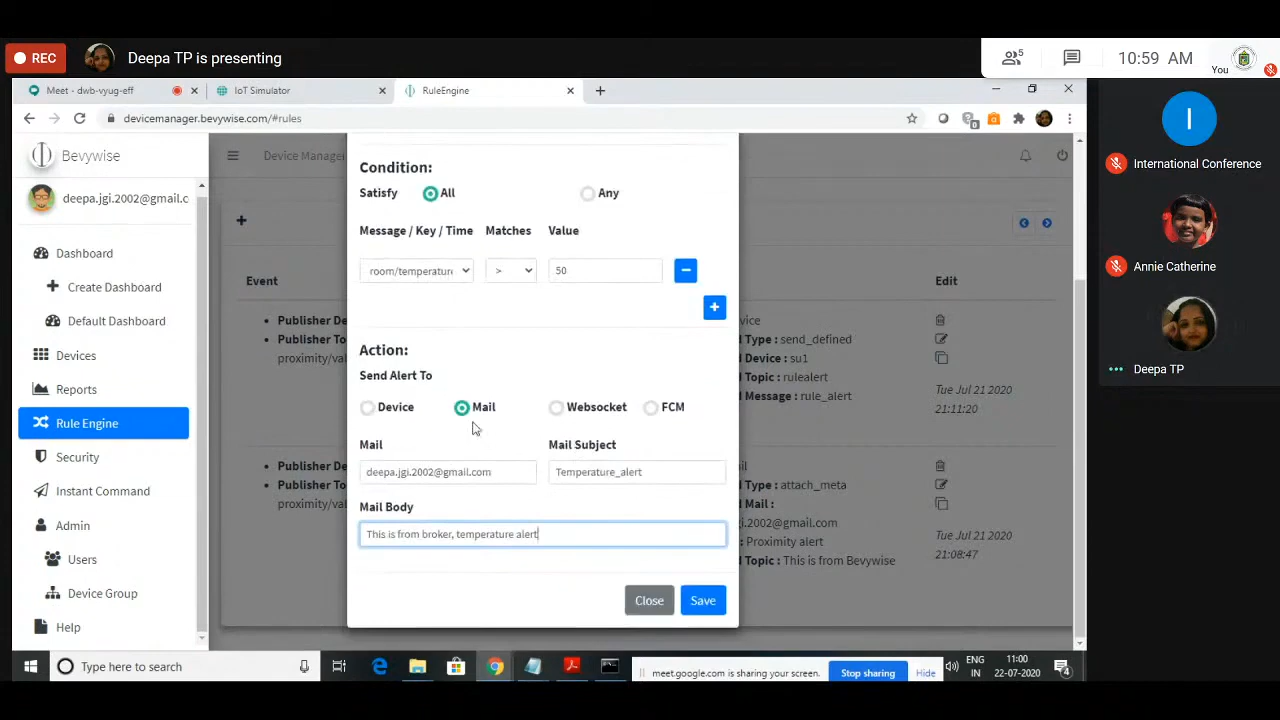 REC
Deepa TP is presenting
5
10:59 AM
You
Meet - dwb-vyug-eff
IoT Simulator
RuleEngine
devicemanager.bevywise.com/#rules
Bevywise
deepa.jgi.2002@gmail.c
Dashboard
Create Dashboard
Default Dashboard
Devices
Reports
Rule Engine
Security
Instant Command
Admin
Users
Device Group
Help
Device Manager
Event
Publisher De
Publisher To
proximity/val
Publisher De
Publisher To
proximity/val
Condition:
Satisfy All Any
Message / Key / Time Matches Value
room/temperature > 50
Action:
Send Alert To
Device Mail Websocket FCM
Mail Mail Subject
deepa.jgi.2002@gmail.com Temperature_alert
Mail Body
This is from broker, temperature alert
Close Save
Edit
vice
d Type : send_defined
d Device : su1
d Topic : rulealert
d Message : rule_alert
Tue Jul 21 2020
21:11:20
il
d Type : attach_meta
d Mail :
.jgi.2002@gmail.com
: Proximity alert
d Topic : This is from Bevywise
Tue Jul 21 2020
21:08:47
I
International Conference
Annie Catherine
Deepa TP
Type here to search
meet.google.com is sharing your screen.
Stop sharing
Hide
ENG
IN
11:00
22-07-2020
4